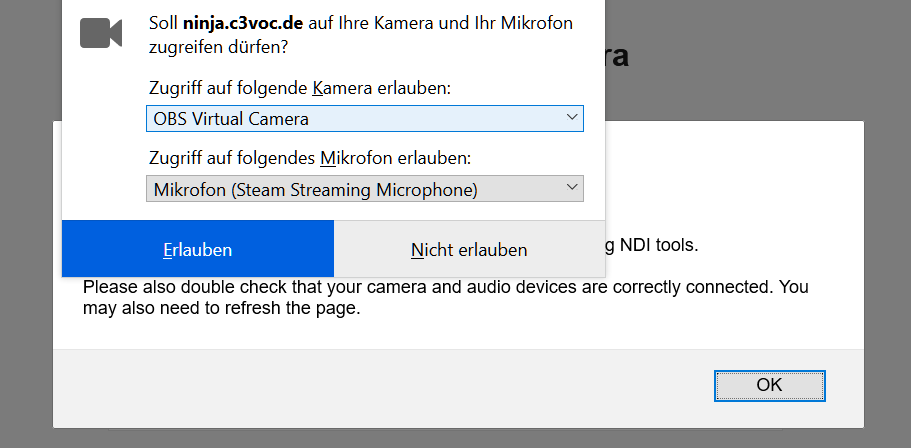 Soll ninja.c3voc.de auf Ihre Kamera und Ihr Mikrofon
zugreifen dürfen?
ra
Zugriff auf folgende Kamera erlauben:
OBS Virtual Camera
Zugriff auf folgendes Mikrofon erlauben:
Mikrofon (Steam Streaming Microphone)
Erlauben
Nicht erlauben
g NDI tools.
Please also double check that your camera and audio devices are correctly connected. You
may also need to refresh the page.
OK